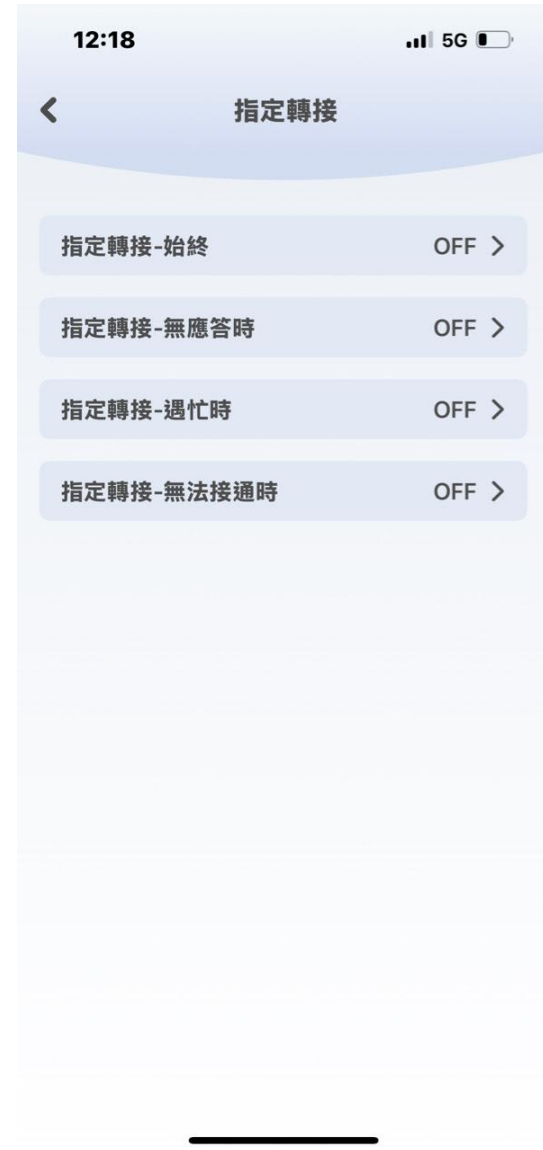 12:18 5G
指定轉接
指定轉接-始終 OFF
指定轉接-無應答時 OFF
指定轉接-遇忙時 OFF
指定轉接-無法接通時 OFF